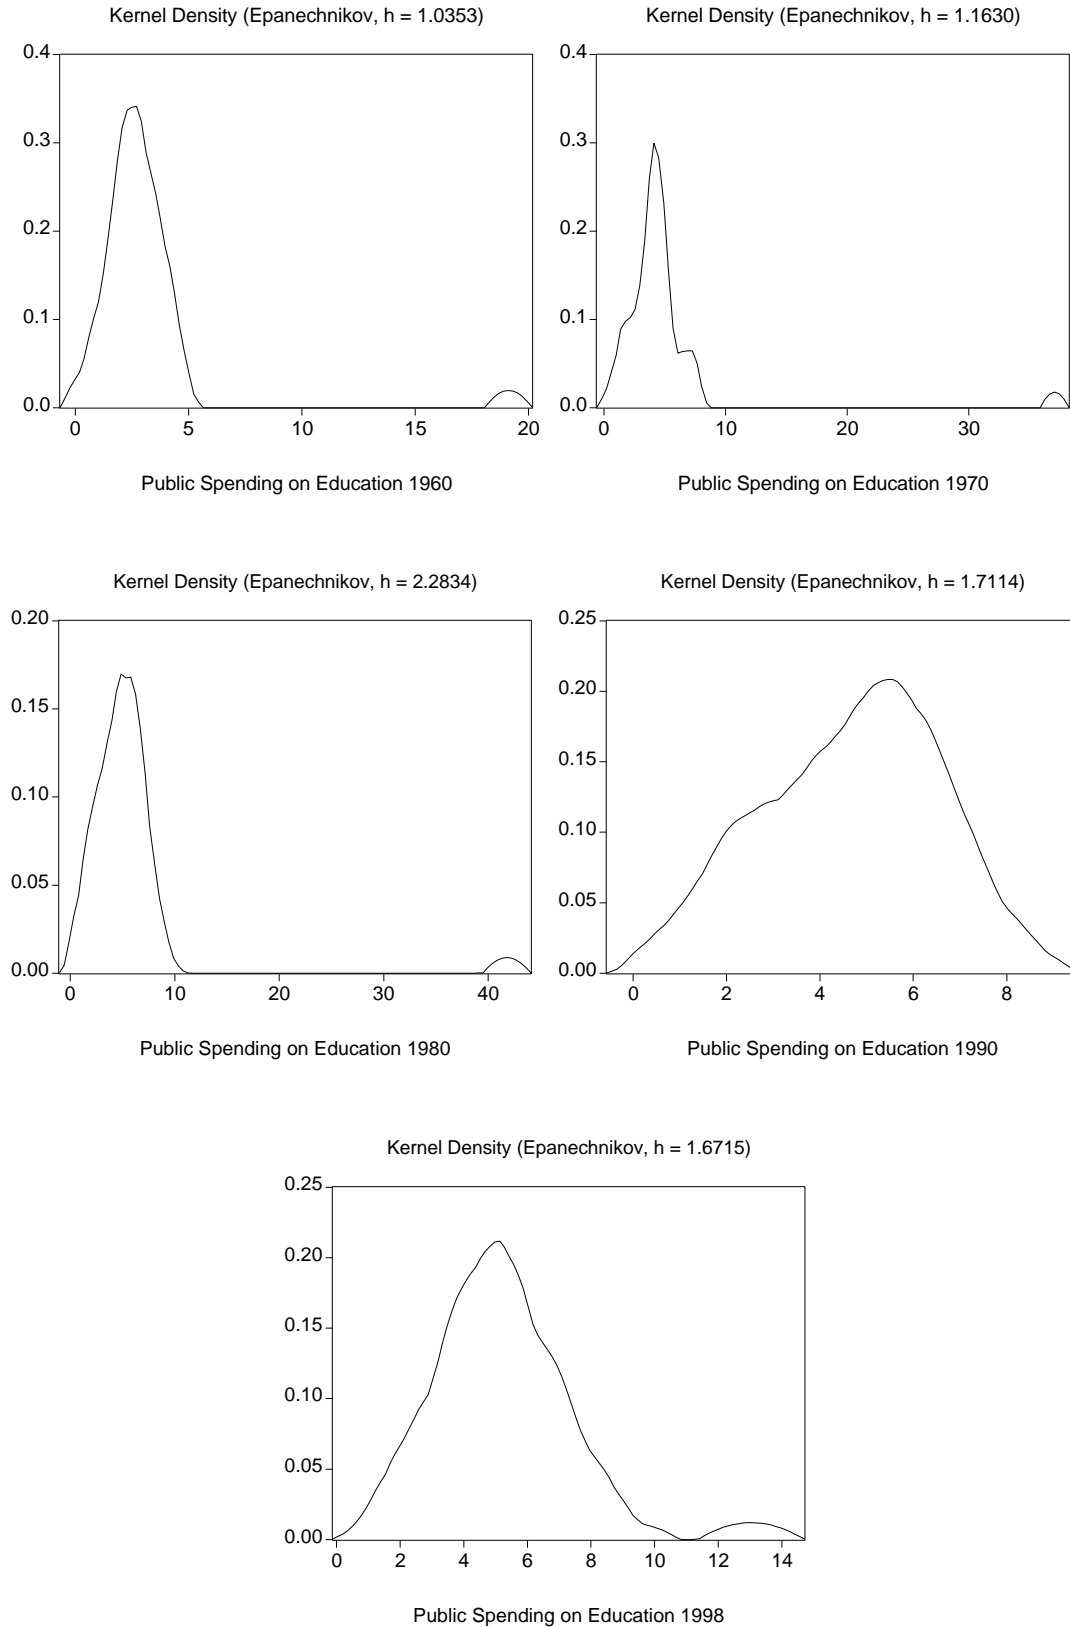 Kernel Density (Epanechnikov, h = 1.0353)
0.4
0.3
0.2
0.1
0.0
0 5 10 15 20
Public Spending on Education 1960
Kernel Density (Epanechnikov, h = 1.1630)
0.4
0.3
0.2
0.1
0.0
0 10 20 30
Public Spending on Education 1970
Kernel Density (Epanechnikov, h = 2.2834)
0.20
0.15
0.10
0.05
0.00
0 10 20 30 40
Public Spending on Education 1980
Kernel Density (Epanechnikov, h = 1.7114)
0.25
0.20
0.15
0.10
0.05
0.00
0 2 4 6 8
Public Spending on Education 1990
Kernel Density (Epanechnikov, h = 1.6715)
0.25
0.20
0.15
0.10
0.05
0.00
0 2 4 6 8 10 12 14
Public Spending on Education 1998